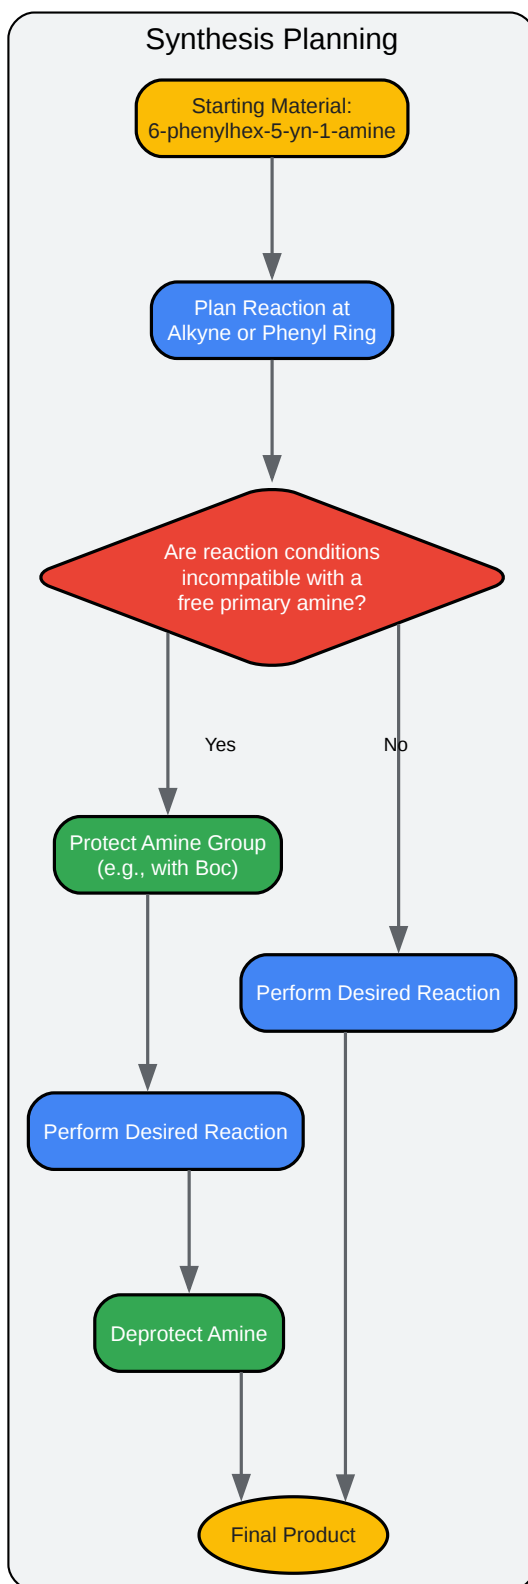 Synthesis Planning
Starting Material:
6-phenylhex-5-yn-1-amine
Plan Reaction at
Alkyne or Phenyl Ring
Are reaction conditions
incompatible with a
free primary amine?
Yes
No
Protect Amine Group
(e.g., with Boc)
Perform Desired Reaction
Perform Desired Reaction
Deprotect Amine
Final Product